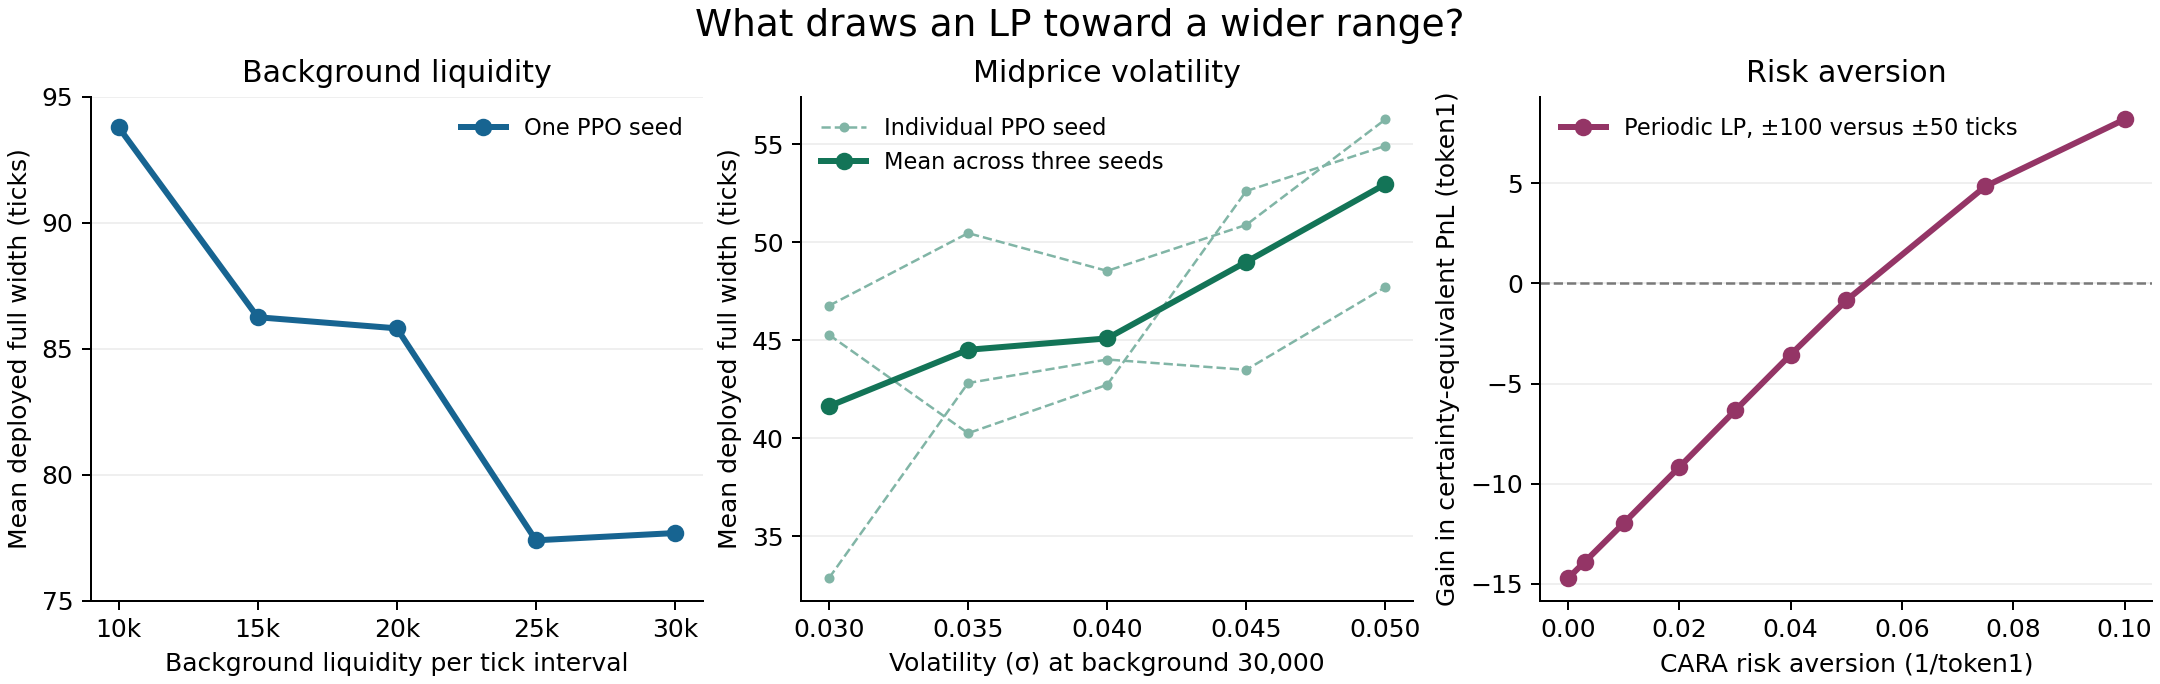 What draws an LP toward a wider range?
Background liquidity
Mean deployed full width (ticks)
95
90
85
80
75
One PPO seed
10k
15k
20k
25k
30k
Background liquidity per tick interval
Midprice volatility
Mean deployed full width (ticks)
55
50
45
40
35
Individual PPO seed
Mean across three seeds
0.030
0.035
0.040
0.045
0.050
Volatility (σ) at background 30,000
Risk aversion
Gain in certainty-equivalent PnL (token1)
5
0
−5
−10
−15
Periodic LP, ±100 versus ±50 ticks
0.00
0.02
0.04
0.06
0.08
0.10
CARA risk aversion (1/token1)